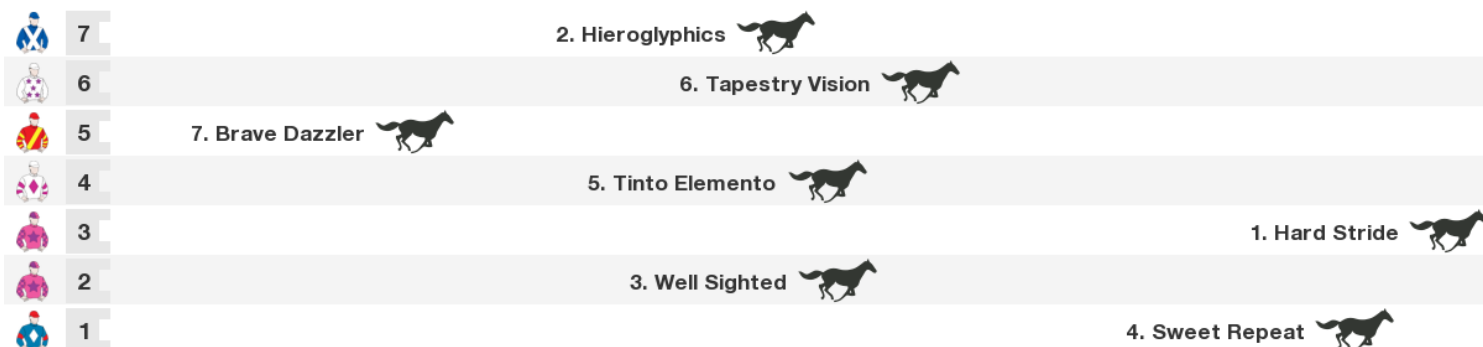 7 2. Hieroglyphics
6 6. Tapestry Vision
5 7. Brave Dazzler
4 5. Tinto Elemento
3 1. Hard Stride
2 3. Well Sighted
1 4. Sweet Repeat